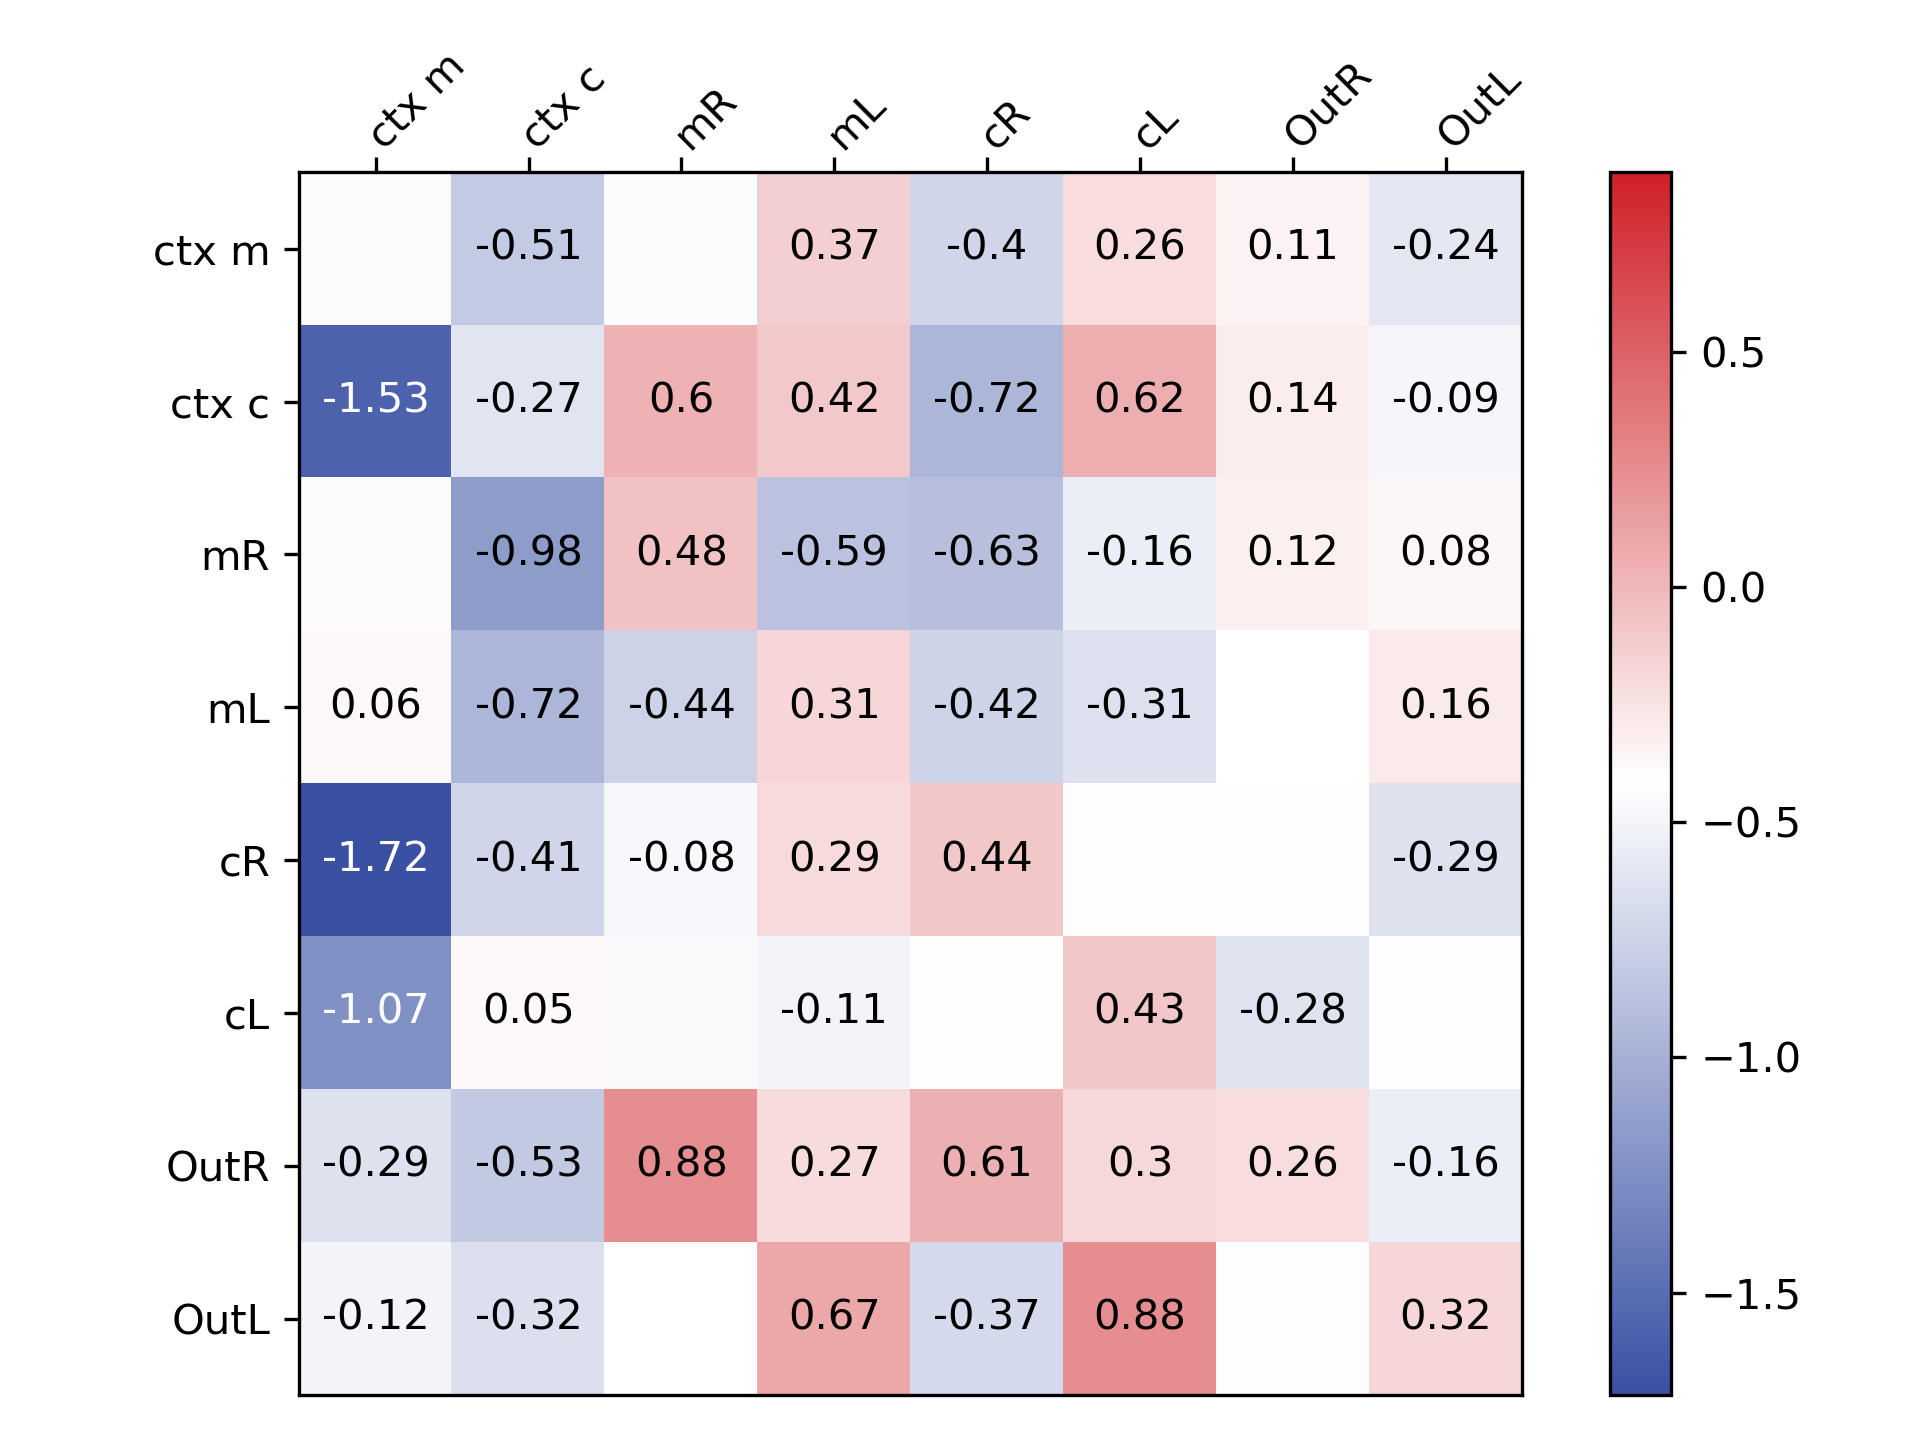 ctx m ctx c mR mL cR cL OutR OutL
ctx m -0.51 0.37 -0.4 0.26 0.11 -0.24
ctx c -1.53 -0.27 0.6 0.42 -0.72 0.62 0.14 -0.09
mR -0.98 0.48 -0.59 -0.63 -0.16 0.12 0.08
mL 0.06 -0.72 -0.44 0.31 -0.42 -0.31 0.16
cR -1.72 -0.41 -0.08 0.29 0.44 -0.29
cL -1.07 0.05 -0.11 0.43 -0.28
OutR -0.29 -0.53 0.88 0.27 0.61 0.3 0.26 -0.16
OutL -0.12 -0.32 0.67 -0.37 0.88 0.32
0.5
0.0
−0.5
−1.0
−1.5